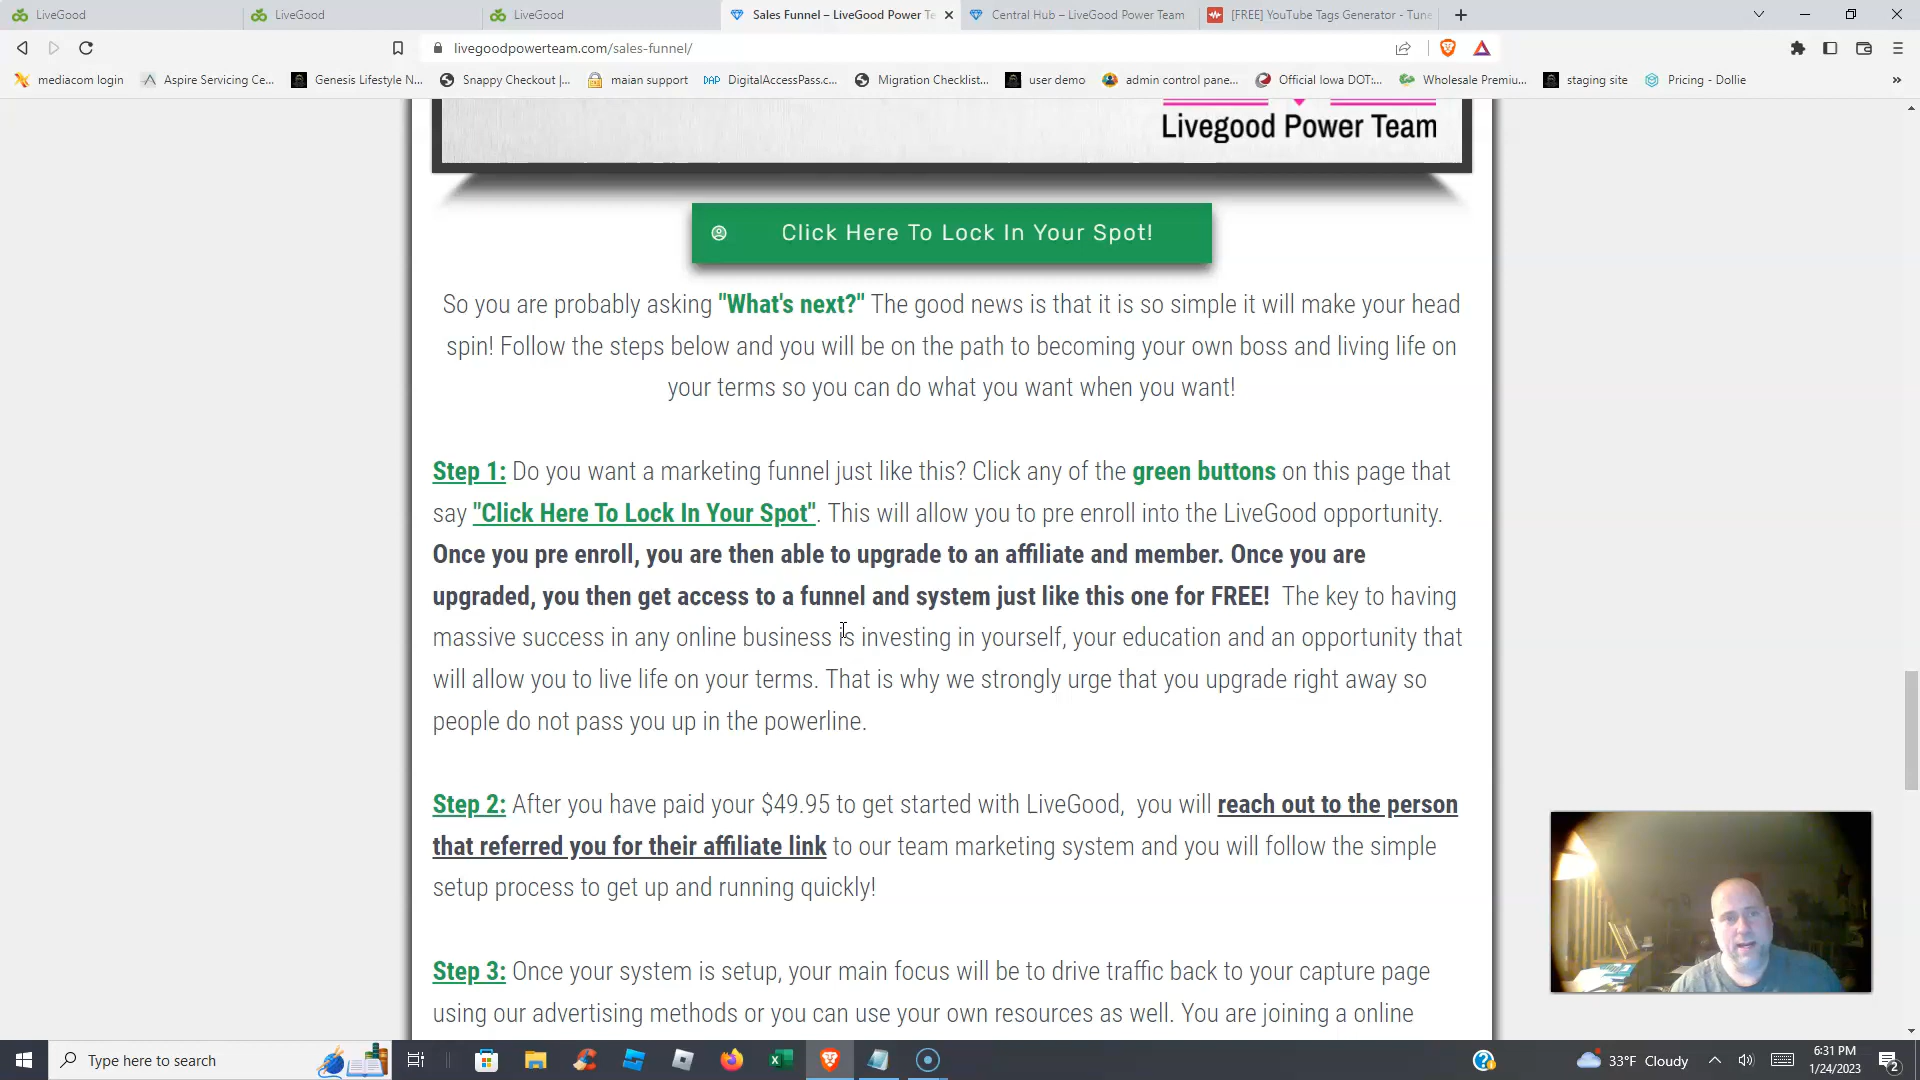 LiveGood
LiveGood
LiveGood
Sales Funnel – LiveGood Power Te
Central Hub – LiveGood Power Team
[FREE] YouTube Tags Generator - Tune
livegoodpowerteam.com/sales-funnel/
mediacom login
Aspire Servicing Ce...
Genesis Lifestyle N...
Snappy Checkout |...
maian support
DAP
DigitalAccessPass.c...
Migration Checklist...
user demo
admin control pane...
Official Iowa DOT:...
Wholesale Premiu...
staging site
Pricing - Dollie
Livegood Power Team
Click Here To Lock In Your Spot!
So you are probably asking "What's next?" The good news is that it is so simple it will make your head
spin! Follow the steps below and you will be on the path to becoming your own boss and living life on
your terms so you can do what you want when you want!
Step 1: Do you want a marketing funnel just like this? Click any of the green buttons on this page that
say "Click Here To Lock In Your Spot". This will allow you to pre enroll into the LiveGood opportunity.
Once you pre enroll, you are then able to upgrade to an affiliate and member. Once you are
upgraded, you then get access to a funnel and system just like this one for FREE! The key to having
massive success in any online business is investing in yourself, your education and an opportunity that
will allow you to live life on your terms. That is why we strongly urge that you upgrade right away so
people do not pass you up in the powerline.
Step 2: After you have paid your $49.95 to get started with LiveGood, you will reach out to the person
that referred you for their affiliate link to our team marketing system and you will follow the simple
setup process to get up and running quickly!
Step 3: Once your system is setup, your main focus will be to drive traffic back to your capture page
using our advertising methods or you can use your own resources as well. You are joining a online
Type here to search
33°F Cloudy
6:31 PM
1/24/2023
2